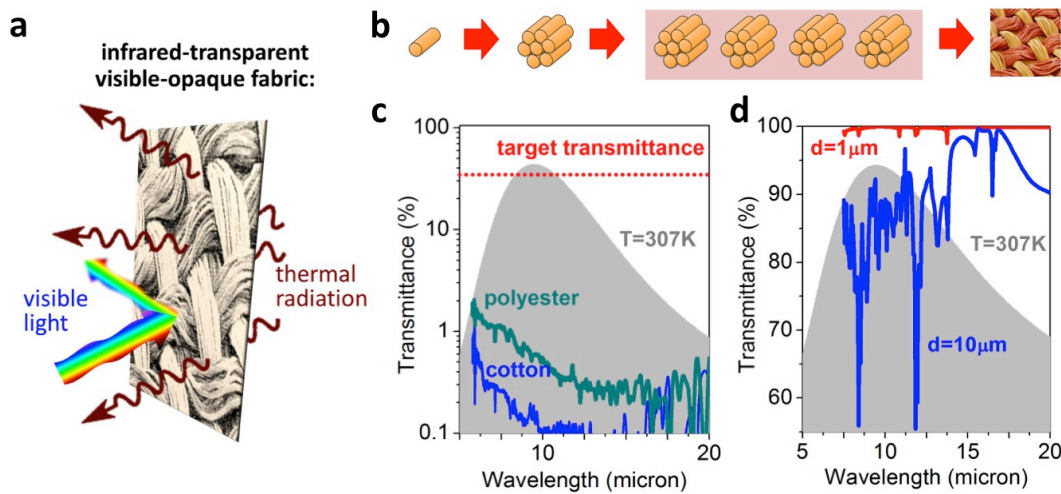 a
infrared-transparent
visible-opaque fabric:
visible
light
thermal
radiation
b
c
100
10
1
0.1
10
20
Transmittance (%)
Wavelength (micron)
target transmittance
T=307K
polyester
cotton
d
100
90
80
70
60
5
10
15
20
Transmittance (%)
Wavelength (micron)
d=1μm
T=307K
d=10μm